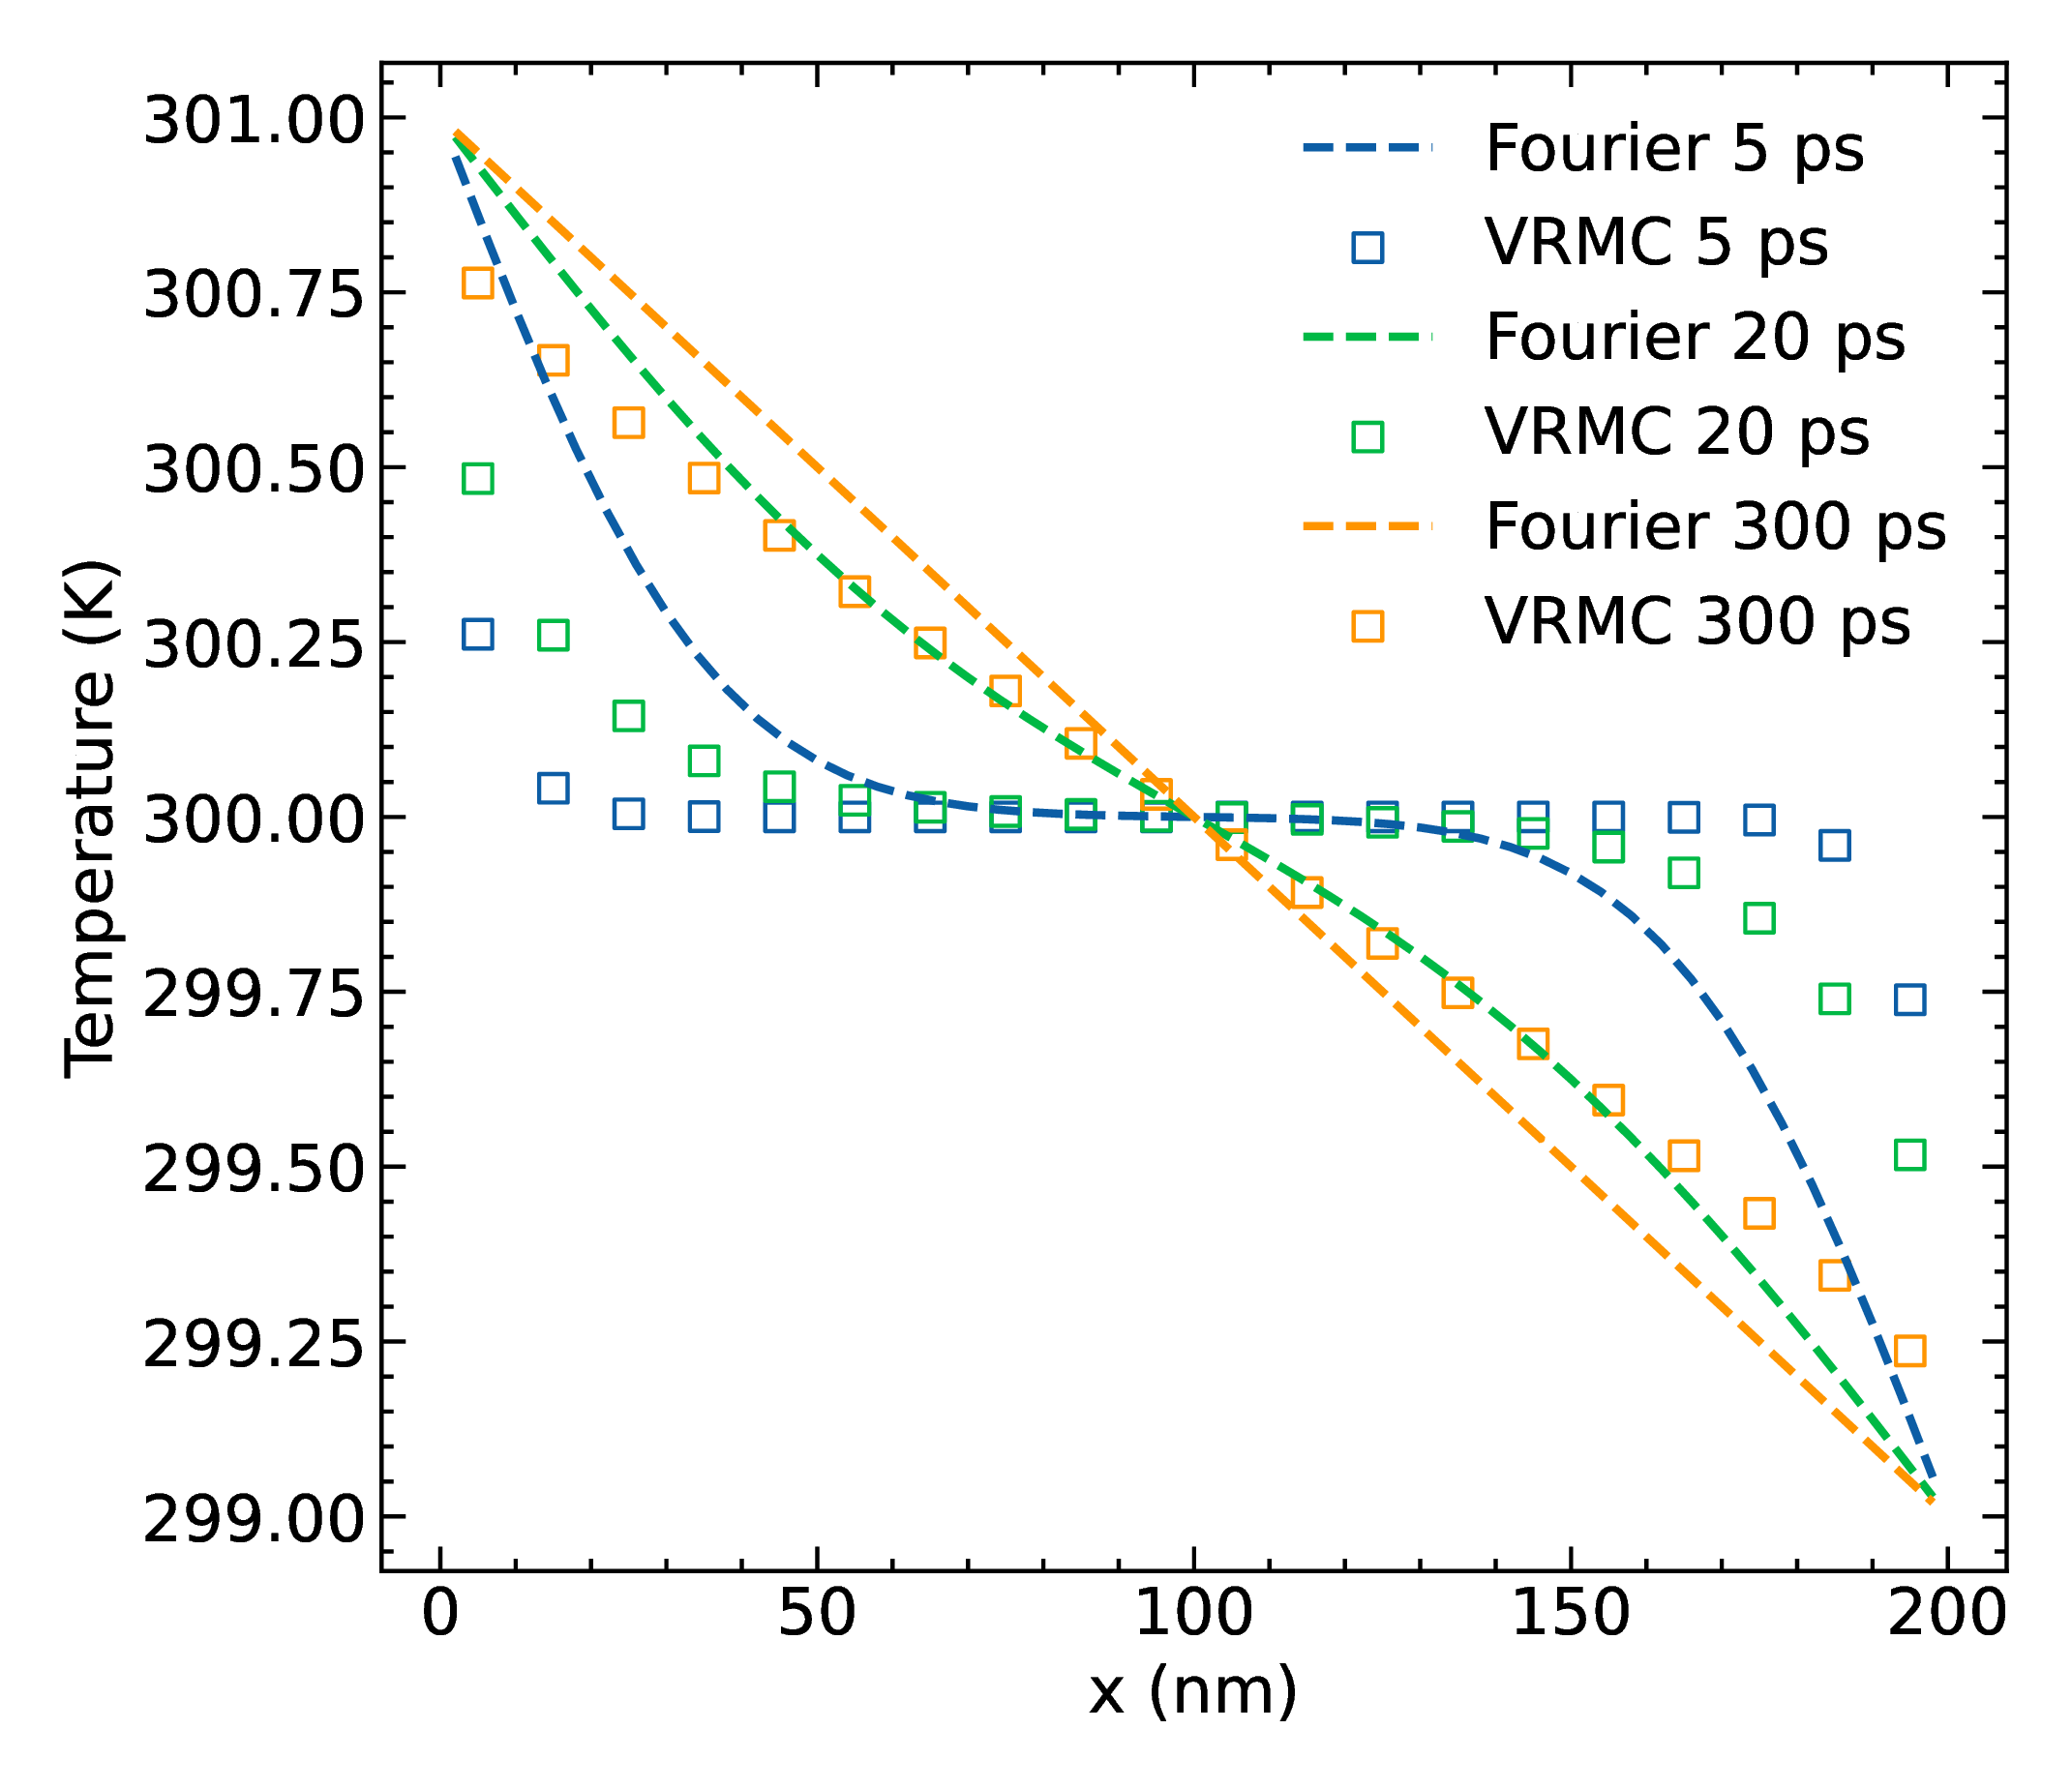 301.00
300.75
300.50
300.25
300.00
299.75
299.50
299.25
299.00
Temperature (K)
0 50 100 150 200
x (nm)
Fourier 5 ps
VRMC 5 ps
Fourier 20 ps
VRMC 20 ps
Fourier 300 ps
VRMC 300 ps